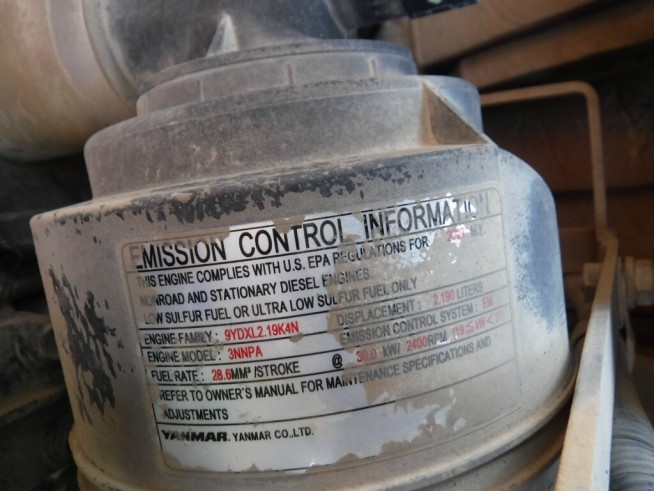 EMISSION CONTROL INFORMATION
THIS ENGINE COMPLIES WITH U.S. EPA REGULATIONS FOR
NONROAD AND STATIONARY DIESEL ENGINES
LOW SULFUR FUEL OR ULTRA LOW SULFUR FUEL ONLY
ENGINE FAMILY : 9YDXL2.19K4N DISPLACEMENT : 2.190 LITERS
ENGINE MODEL : 3NNPA EMISSION CONTROL SYSTEM : EM
FUEL RATE : 28.6MM³ /STROKE @ 30.0 kW/ 2400RPM
REFER TO OWNER'S MANUAL FOR MAINTENANCE SPECIFICATIONS AND
ADJUSTMENTS
YANMAR YANMAR CO.,LTD.